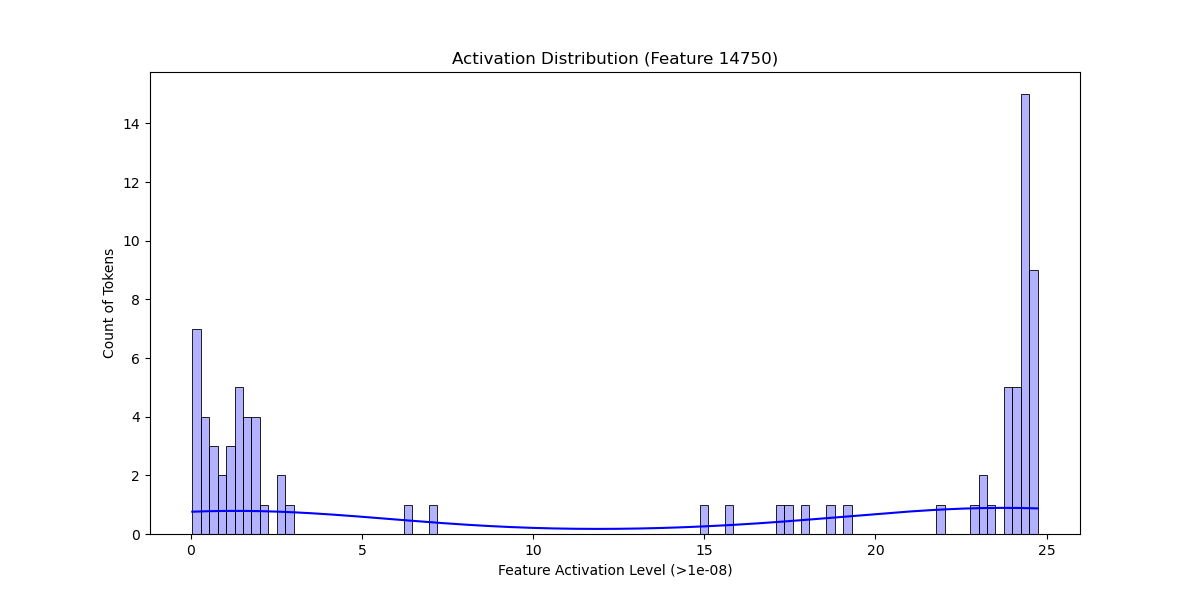 Activation Distribution (Feature 14750)
14
12
10
8
6
4
2
0
Count of Tokens
0 5 10 15 20 25
Feature Activation Level (>1e-08)